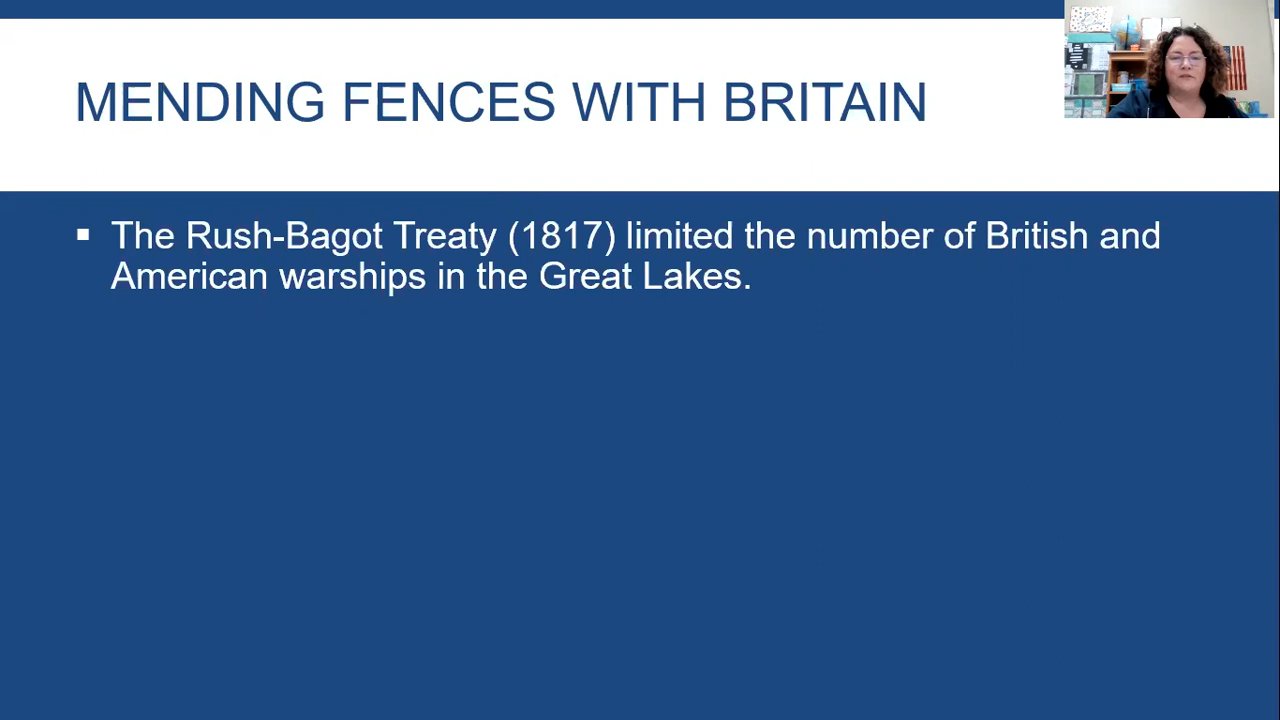 MENDING FENCES WITH BRITAIN
▪ The Rush-Bagot Treaty (1817) limited the number of British and
American warships in the Great Lakes.